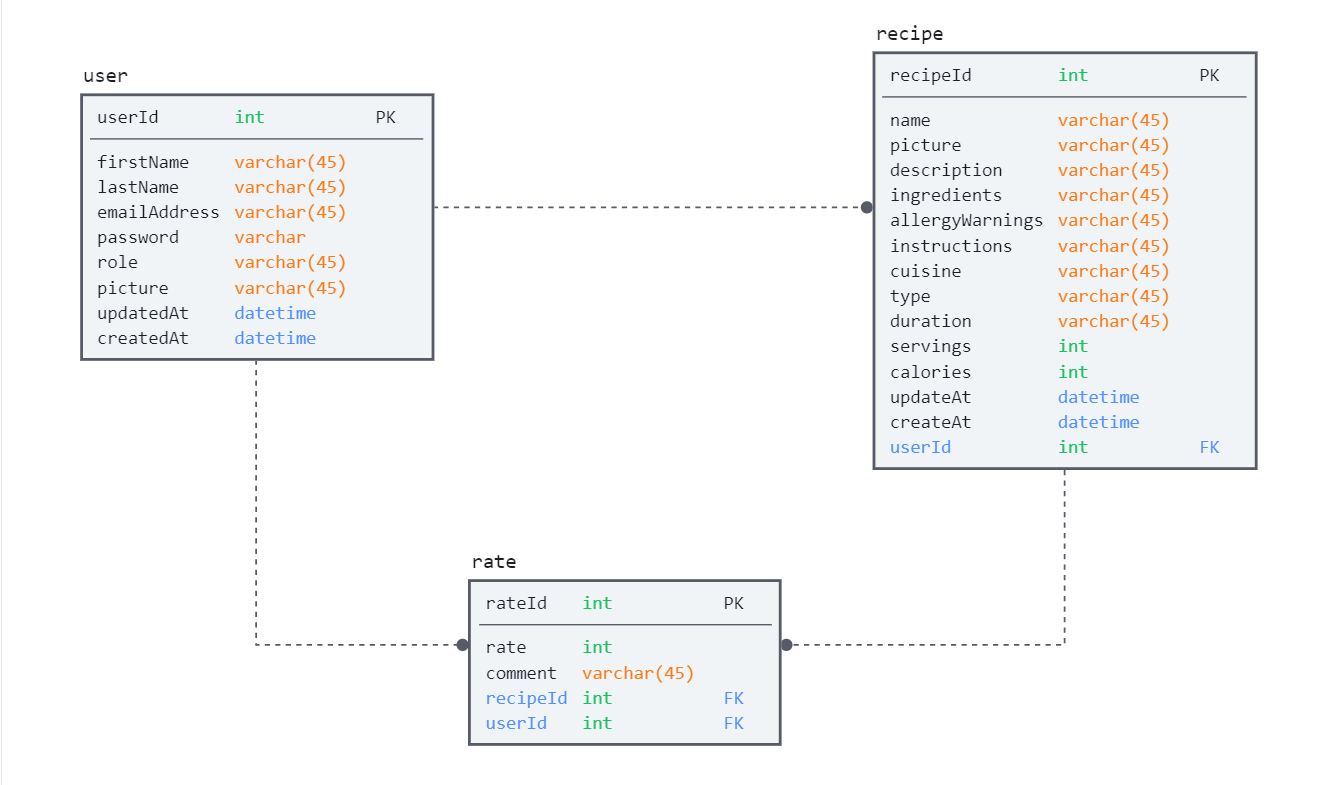 user
userId int PK
firstName varchar(45)
lastName varchar(45)
emailAddress varchar(45)
password varchar
role varchar(45)
picture varchar(45)
updatedAt datetime
createdAt datetime
recipe
recipeId int PK
name varchar(45)
picture varchar(45)
description varchar(45)
ingredients varchar(45)
allergyWarnings varchar(45)
instructions varchar(45)
cuisine varchar(45)
type varchar(45)
duration varchar(45)
servings int
calories int
updateAt datetime
createAt datetime
userId int FK
rate
rateId int PK
rate int
comment varchar(45)
recipeId int FK
userId int FK